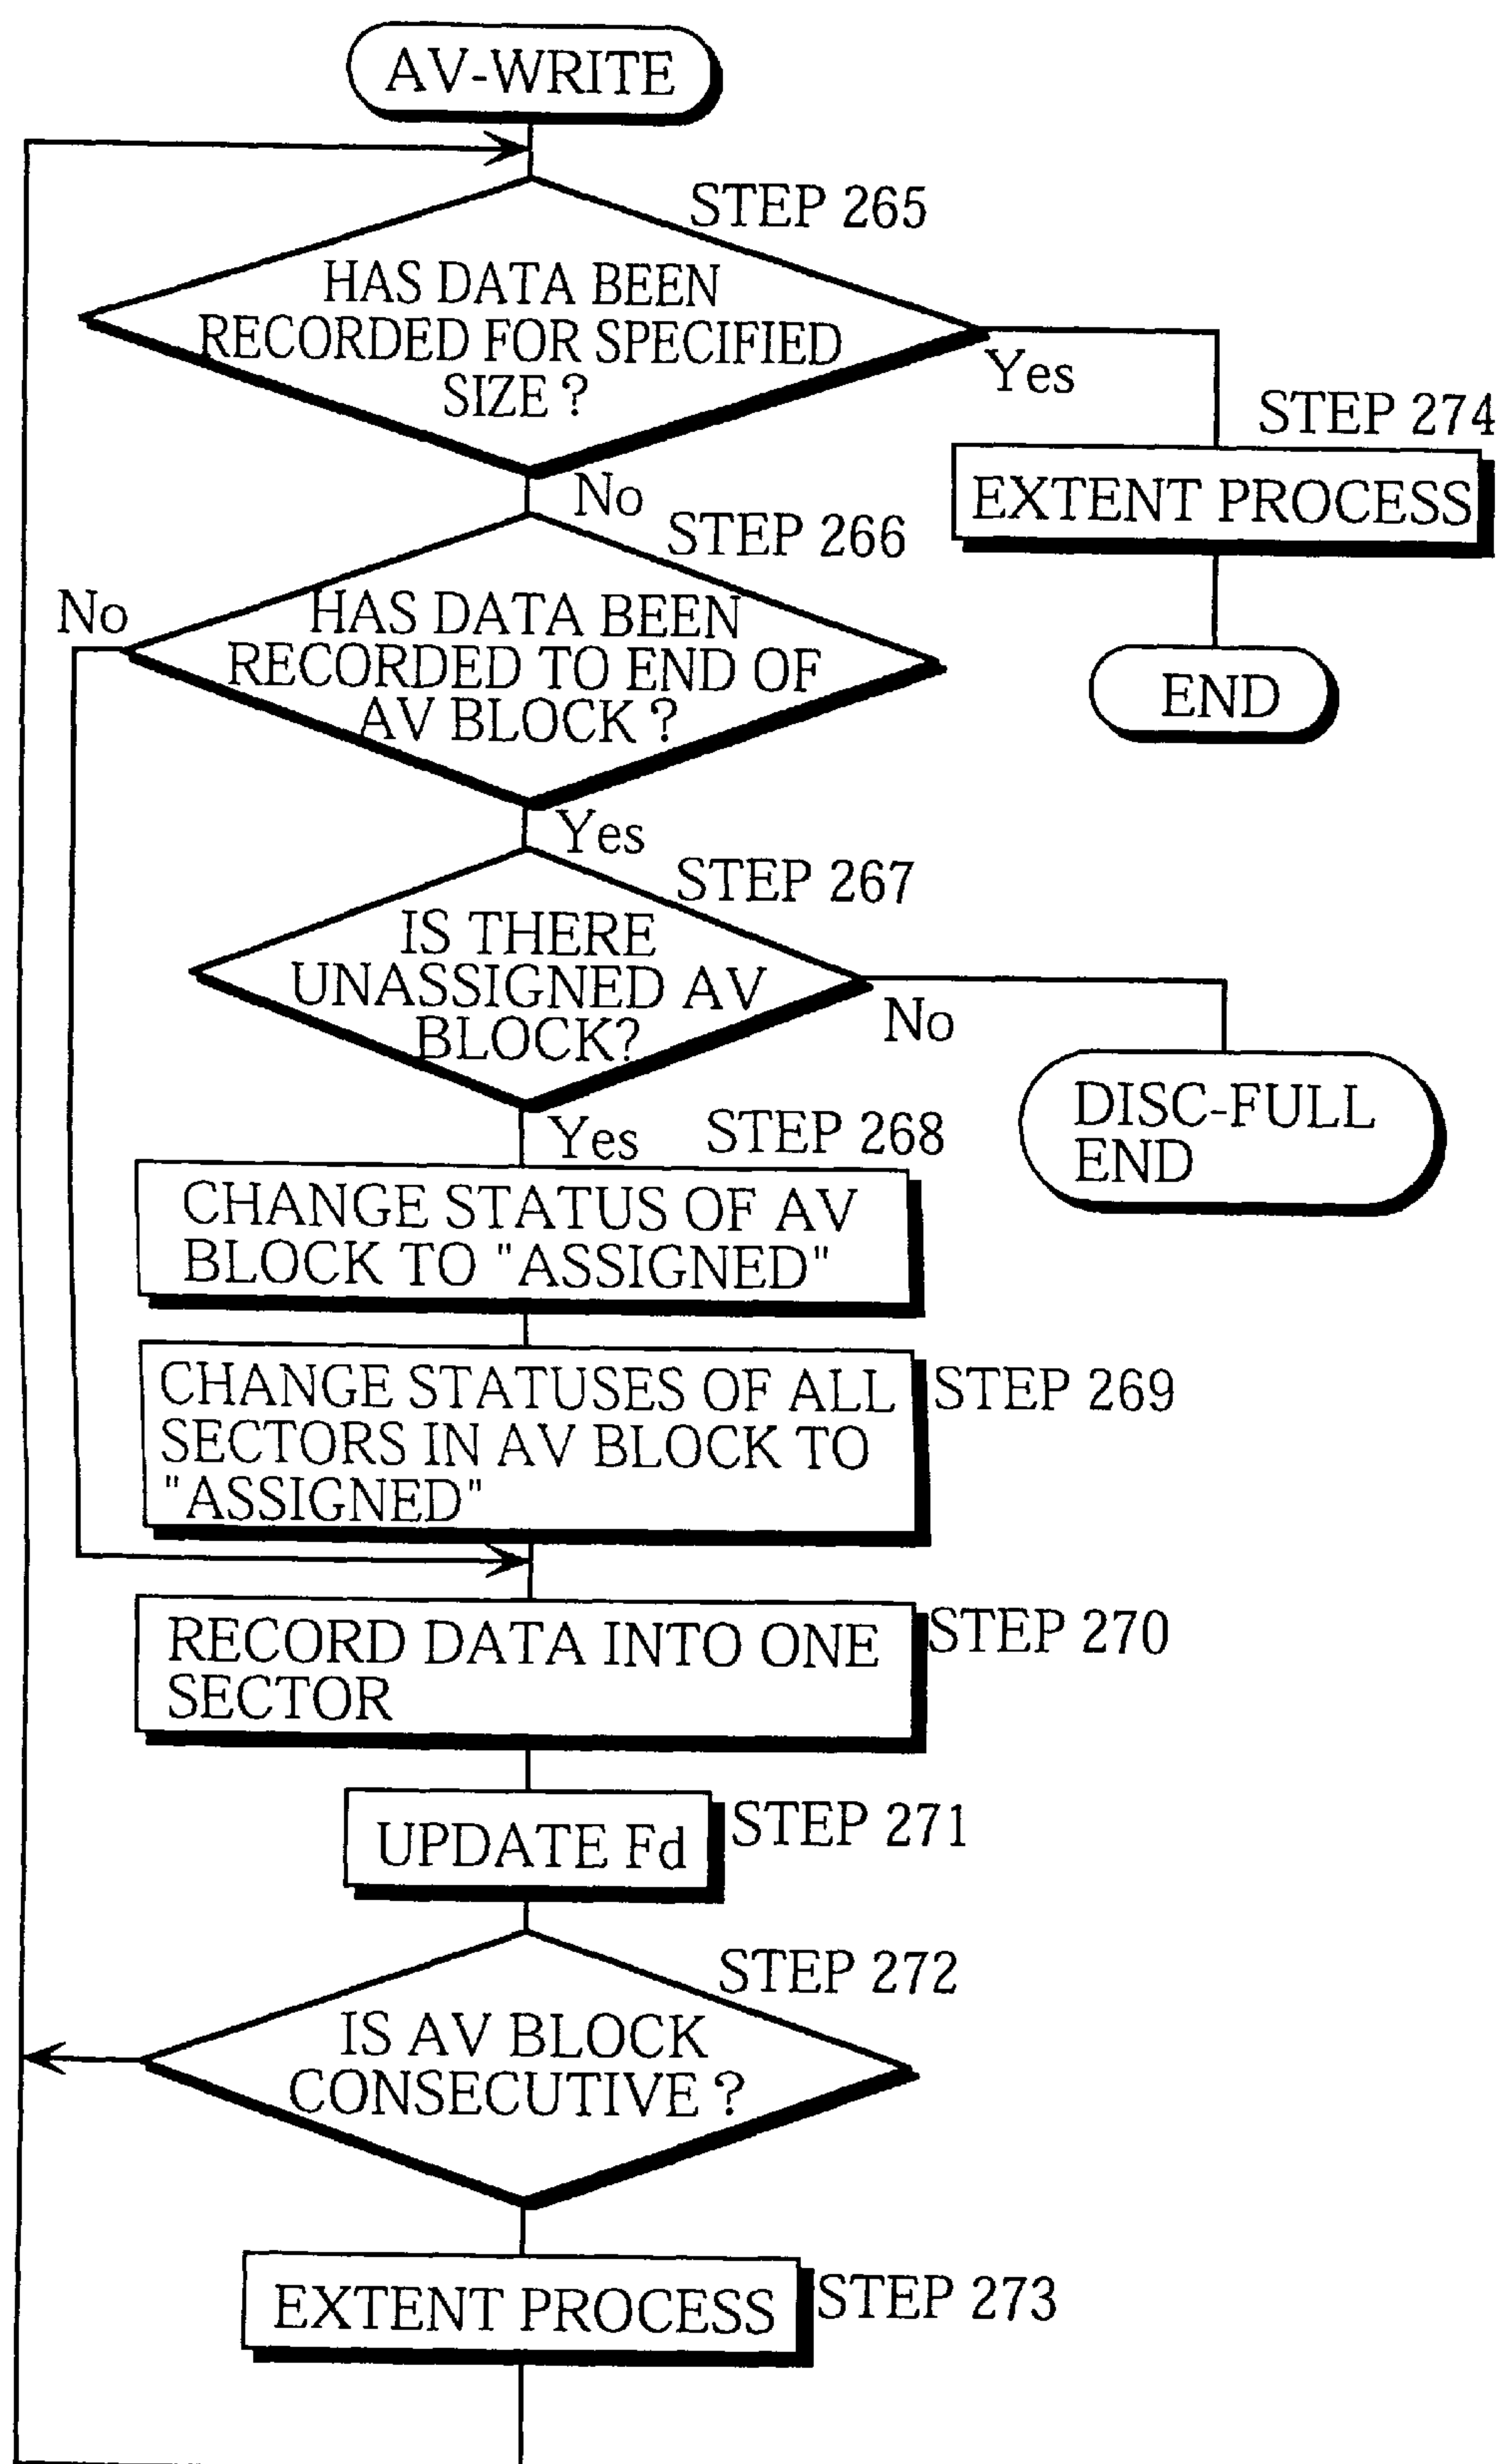 AV-WRITE
STEP 265
HAS DATA BEEN
RECORDED FOR SPECIFIED
SIZE ?
Yes
STEP 274
EXTENT PROCESS
END
No
STEP 266
No
HAS DATA BEEN
RECORDED TO END OF
AV BLOCK ?
Yes
STEP 267
IS THERE
UNASSIGNED AV
BLOCK?
No
DISC-FULL
END
Yes
STEP 268
CHANGE STATUS OF AV
BLOCK TO "ASSIGNED"
CHANGE STATUSES OF ALL
SECTORS IN AV BLOCK TO
"ASSIGNED"
STEP 269
RECORD DATA INTO ONE
SECTOR
STEP 270
UPDATE Fd
STEP 271
STEP 272
IS AV BLOCK
CONSECUTIVE ?
EXTENT PROCESS
STEP 273